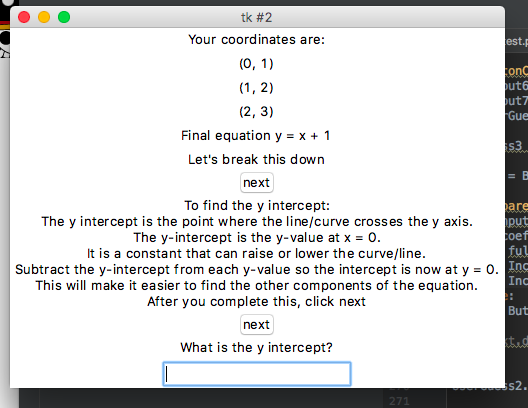 tk #2
Your coordinates are:
(0, 1)
(1, 2)
(2, 3)
Final equation y = x + 1
Let's break this down
next
To find the y intercept:
The y intercept is the point where the line/curve crosses the y axis.
The y-intercept is the y-value at x = 0.
It is a constant that can raise or lower the curve/line.
Subtract the y-intercept from each y-value so the intercept is now at y = 0.
This will make it easier to find the other components of the equation.
After you complete this, click next
next
What is the y intercept?
271